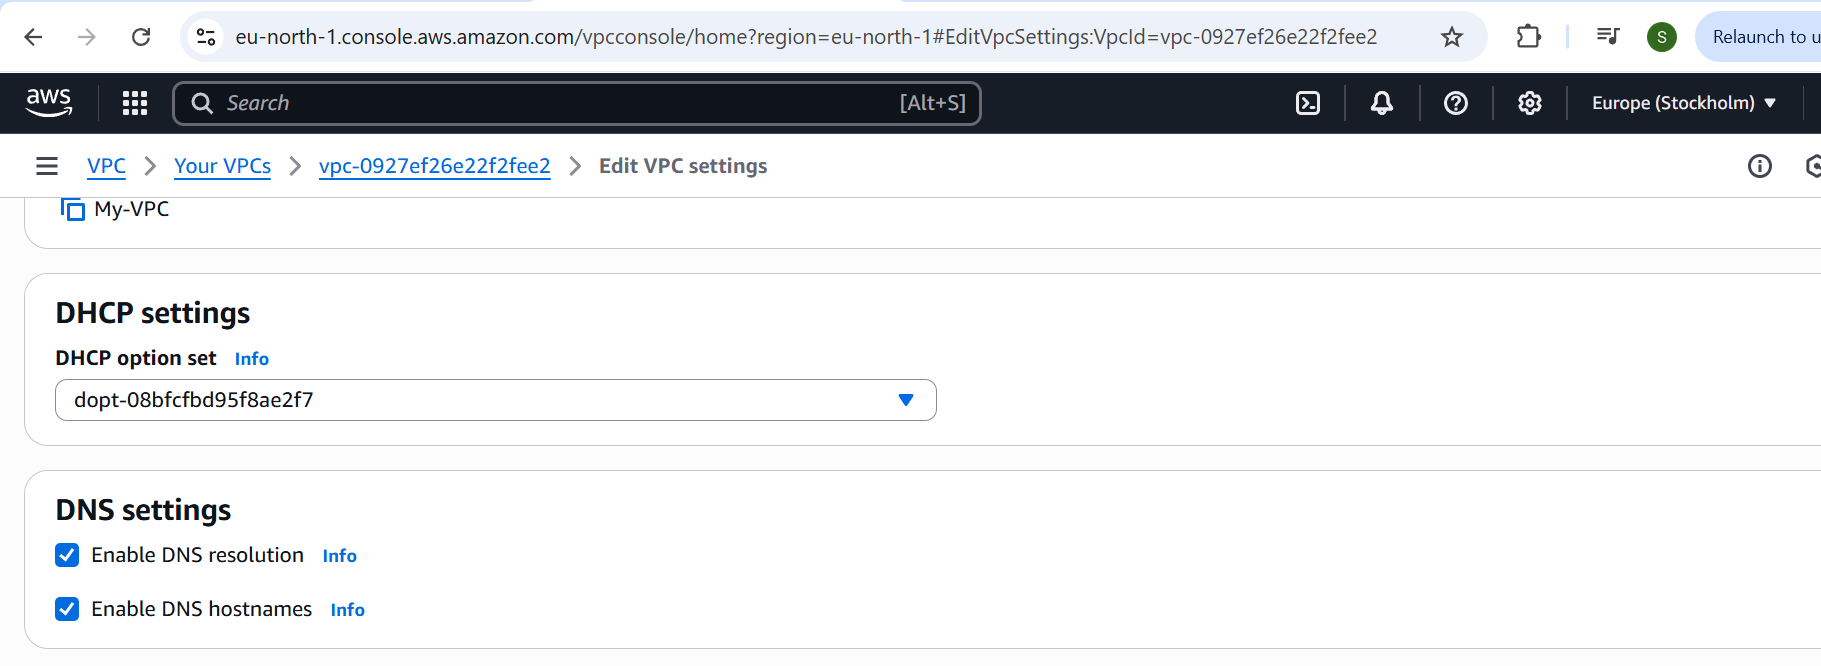 eu-north-1.console.aws.amazon.com/vpcconsole/home?region=eu-north-1#EditVpcSettings:VpcId=vpc-0927ef26e22f2fee2
S
Relaunch to u
aws
Search
[Alt+S]
Europe (Stockholm)
VPC > Your VPCs > vpc-0927ef26e22f2fee2 > Edit VPC settings
My-VPC
DHCP settings
DHCP option set Info
dopt-08bfcfbd95f8ae2f7
DNS settings
Enable DNS resolution Info
Enable DNS hostnames Info